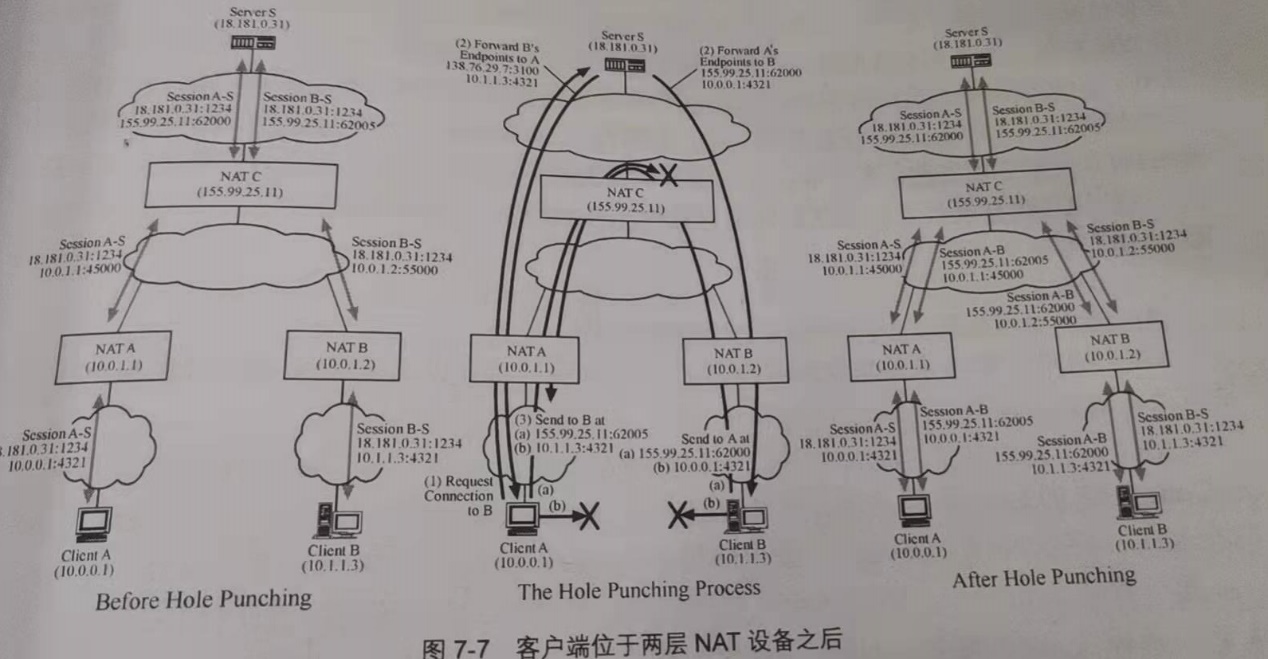 Server S
(18.181.0.31)
Session A-S
18.181.0.31:1234
155.99.25.11:62000
Session B-S
18.181.0.31:1234
155.99.25.11:62005
NAT C
(155.99.25.11)
Session A-S
18.181.0.31:1234
10.0.1.1:45000
Session B-S
18.181.0.31:1234
10.0.1.2:55000
NAT A
(10.0.1.1)
NAT B
(10.0.1.2)
Session A-S
8.181.0.31:1234
10.0.0.1:4321
Session B-S
18.181.0.31:1234
10.1.1.3:4321
Client A
(10.0.0.1)
Client B
(10.1.1.3)
Before Hole Punching
(2) Forward B's
Endpoints to A
138.76.29.7:3100
10.1.1.3:4321
Server S
(18.181.0.31)
(2) Forward A's
Endpoints to B
155.99.25.11:62000
10.0.0.1:4321
NAT C
(155.99.25.11)
NAT A
(10.0.1.1)
NAT B
(10.0.1.2)
(3) Send to B at
(a) 155.99.25.11:62005
(b) 10.1.1.3:4321
Send to A at
(a) 155.99.25.11:62000
(b) 10.0.0.1:4321
(1) Request
Connection
to B
(a)
(b)
(a)
(b)
Client A
(10.0.0.1)
Client B
(10.1.1.3)
The Hole Punching Process
Server S
(18.181.0.31)
Session A-S
18.181.0.31:1234
155.99.25.11:62000
Session B-S
18.181.0.31:1234
155.99.25.11:62005
NAT C
(155.99.25.11)
Session A-S
18.181.0.31:1234
10.0.1.1:45000
Session A-B
155.99.25.11:62005
10.0.1.1:45000
Session B-S
18.181.0.31:1234
10.0.1.2:55000
Session A-B
155.99.25.11:62000
10.0.1.2:55000
NAT A
(10.0.1.1)
NAT B
(10.0.1.2)
Session A-S
18.181.0.31:1234
10.0.0.1:4321
Session A-B
155.99.25.11:62005
10.0.0.1:4321
Session A-B
155.99.25.11:62000
10.1.1.3:4321
Session B-S
18.181.0.31:1234
10.1.1.3:4321
Client A
(10.0.0.1)
Client B
(10.1.1.3)
After Hole Punching
图 7-7 客户端位于两层 NAT 设备之后